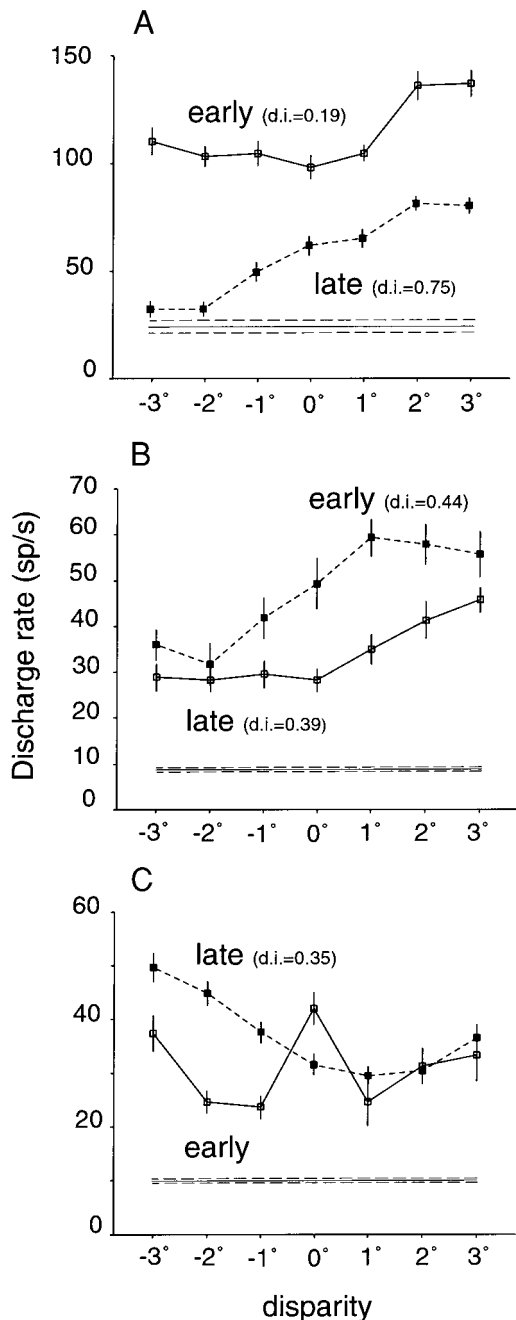 A
150
100
50
0
early (d.i.=0.19)
late (d.i.=0.75)
-3° -2° -1° 0° 1° 2° 3°
B
Discharge rate (sp/s)
70
60
50
40
30
20
10
0
early (d.i.=0.44)
late (d.i.=0.39)
-3° -2° -1° 0° 1° 2° 3°
C
60
40
20
0
late (d.i.=0.35)
early
-3° -2° -1° 0° 1° 2° 3°
disparity